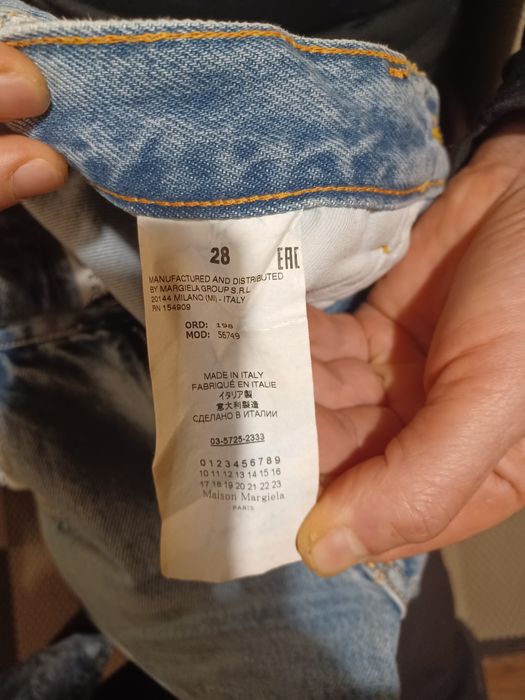 28 EAC
MANUFACTURED AND DISTRIBUTED
BY MARGIELA GROUP S.R.L
20144 MILANO (MI) - ITALY
RN 154909
ORD: 198
MOD: 56749
MADE IN ITALY
FABRIQUÉ EN ITALIE
イタリア製
意大利製造
СДЕЛАНО В ИТАЛИИ
03-5725-2333
0 1 2 3 4 5 6 7 8 9
10 11 12 13 14 15 16
17 18 19 20 21 22 23
Maison Margiela
PARIS